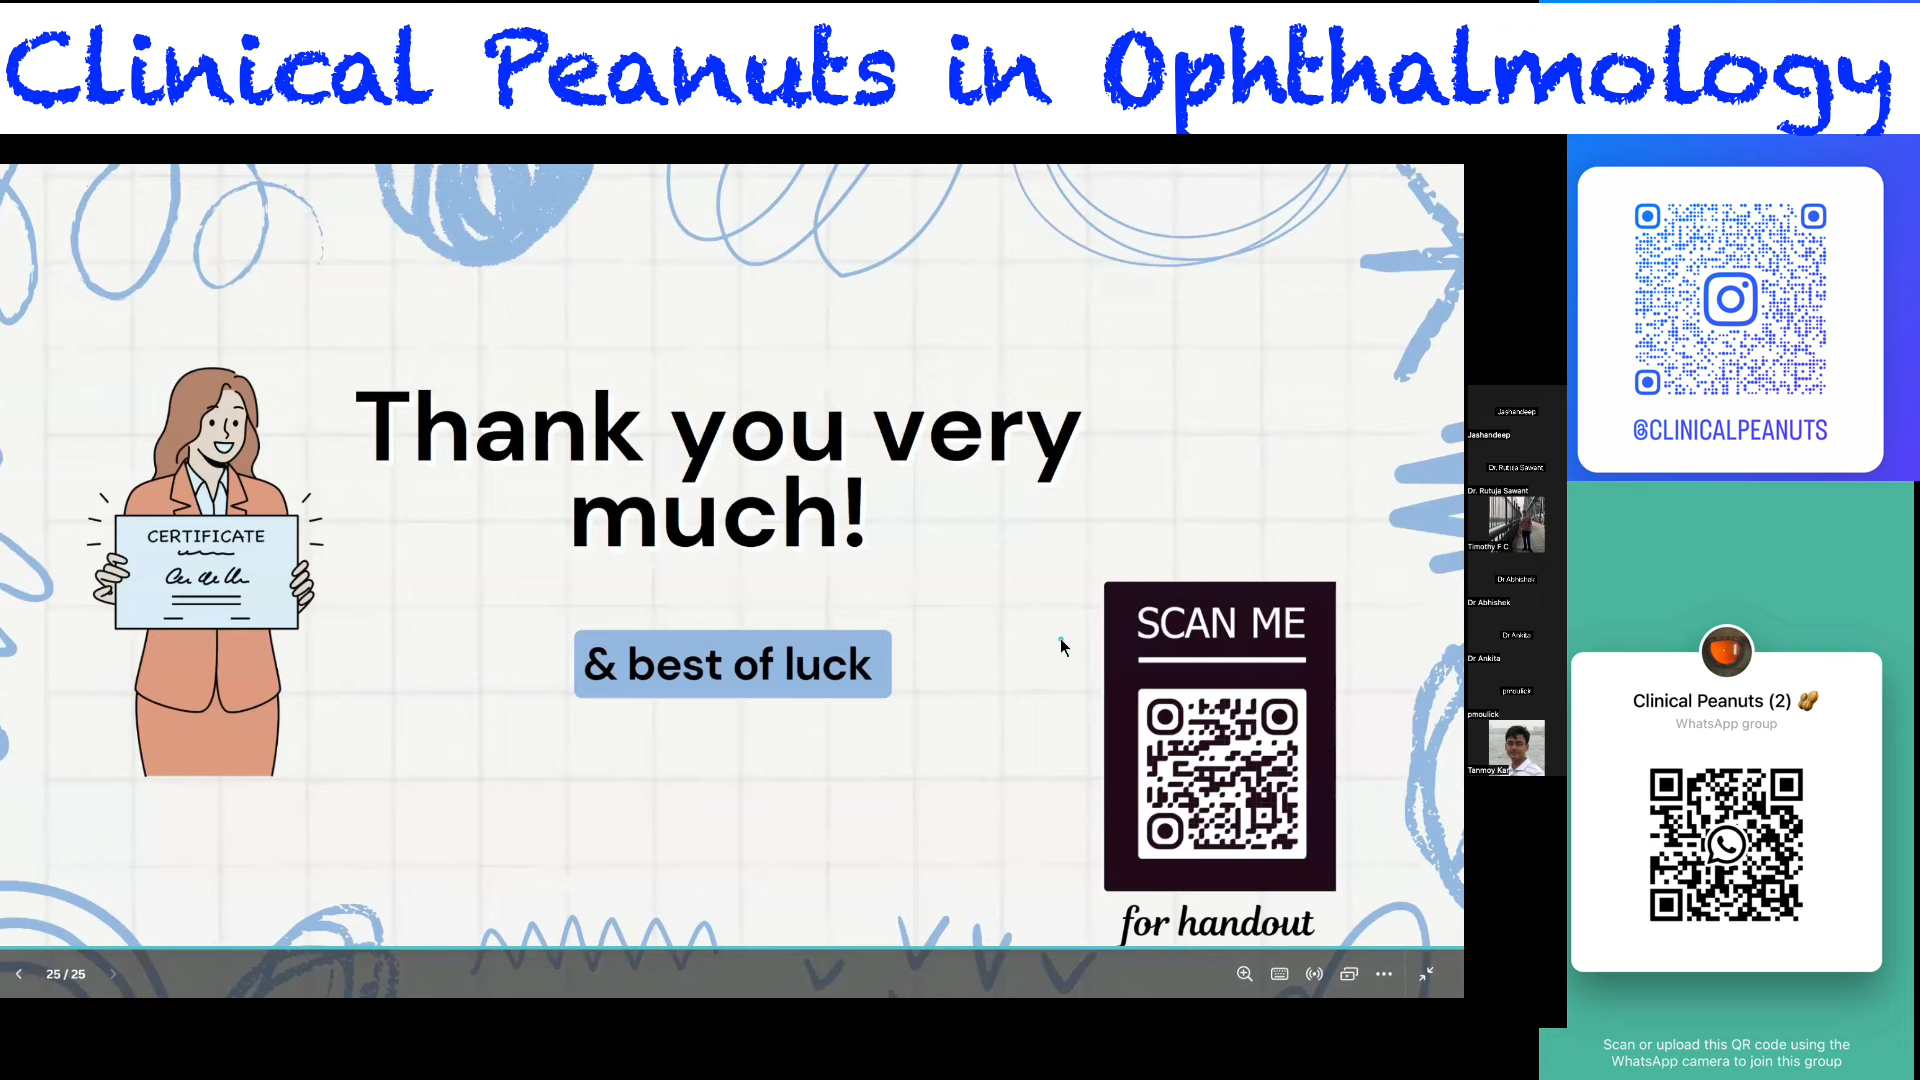 Clinical Peanuts in Ophthalmology
Thank you very
much!
& best of luck
CERTIFICATE
SCAN ME
for handout
25 / 25
Jashandeep
Jashandeep
Dr. Rutuja Sawant
Dr. Rutuja Sawant
Timothy F C
Dr Abhishek
Dr Abhishek
Dr Ankita
Dr Ankita
pmoulick
pmoulick
Tanmoy Kar
@CLINICALPEANUTS
Clinical Peanuts (2) 🥜
WhatsApp group
Scan or upload this QR code using the
WhatsApp camera to join this group